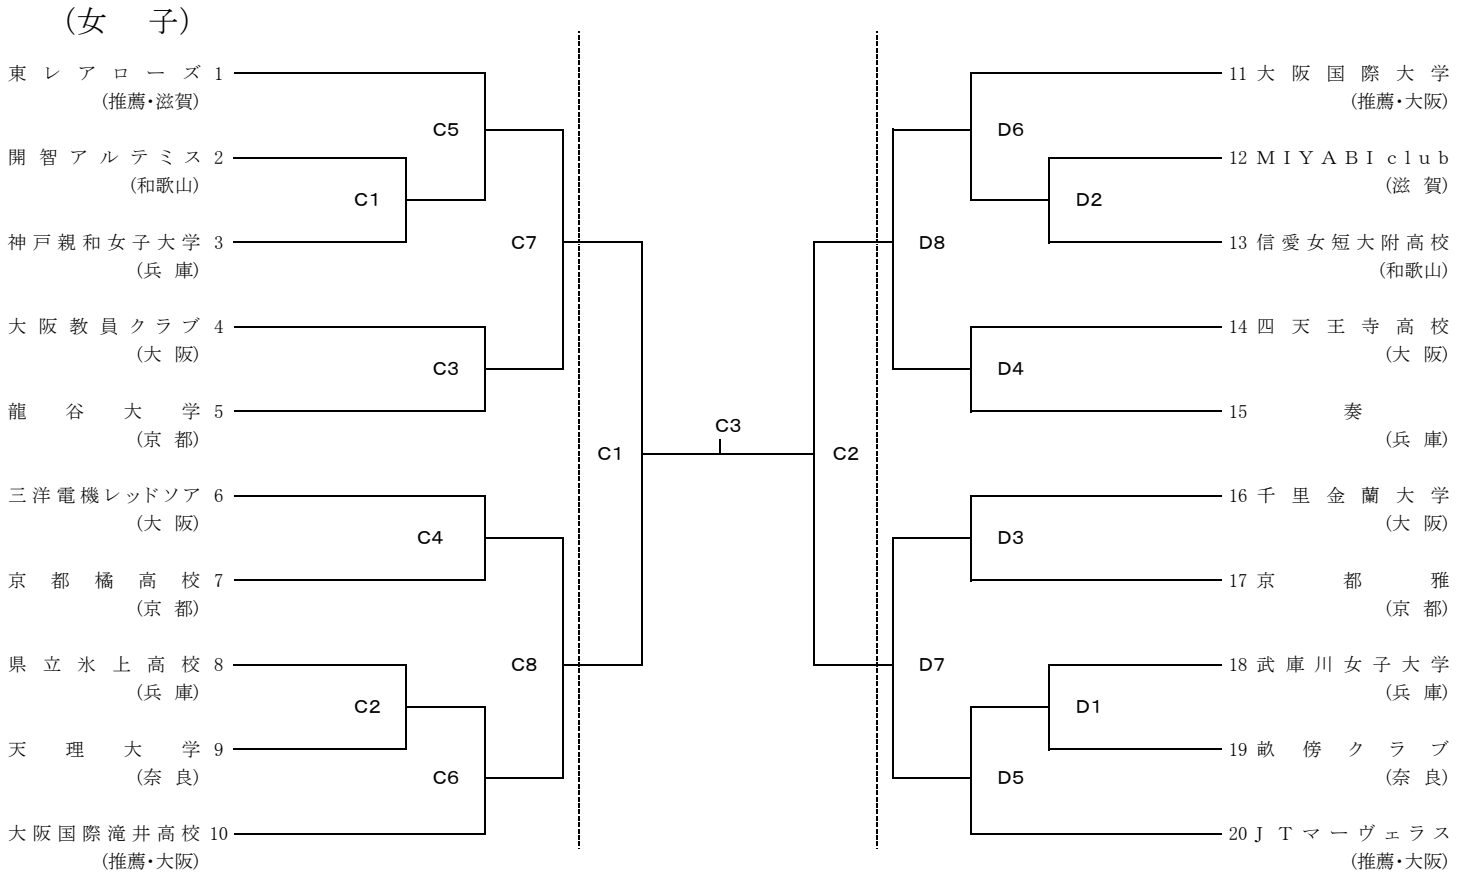 (女 子)
東レアローズ 1
(推薦・滋賀)
C5
開智アルテミス 2
(和歌山)
C1
神戸親和女子大学 3
(兵 庫)
C7
大阪教員クラブ 4
(大 阪)
C3
龍谷大学 5
(京 都)
三洋電機レッドソア 6
(大 阪)
C4
京都橘高校 7
(京 都)
C8
県立氷上高校 8
(兵 庫)
C2
天理大学 9
(奈 良)
C6
大阪国際滝井高校 10
(推薦・大阪)
C1
C3
C2
11 大阪国際大学
(推薦・大阪)
D6
12 MIYABI club
(滋 賀)
D2
13 信愛女短大附高校
(和歌山)
D8
14 四天王寺高校
(大 阪)
D4
15 奏
(兵 庫)
16 千里金蘭大学
(大 阪)
D3
17 京都雅
(京 都)
D7
18 武庫川女子大学
(兵 庫)
D1
19 畝傍クラブ
(奈 良)
D5
20 JTマーヴェラス
(推薦・大阪)